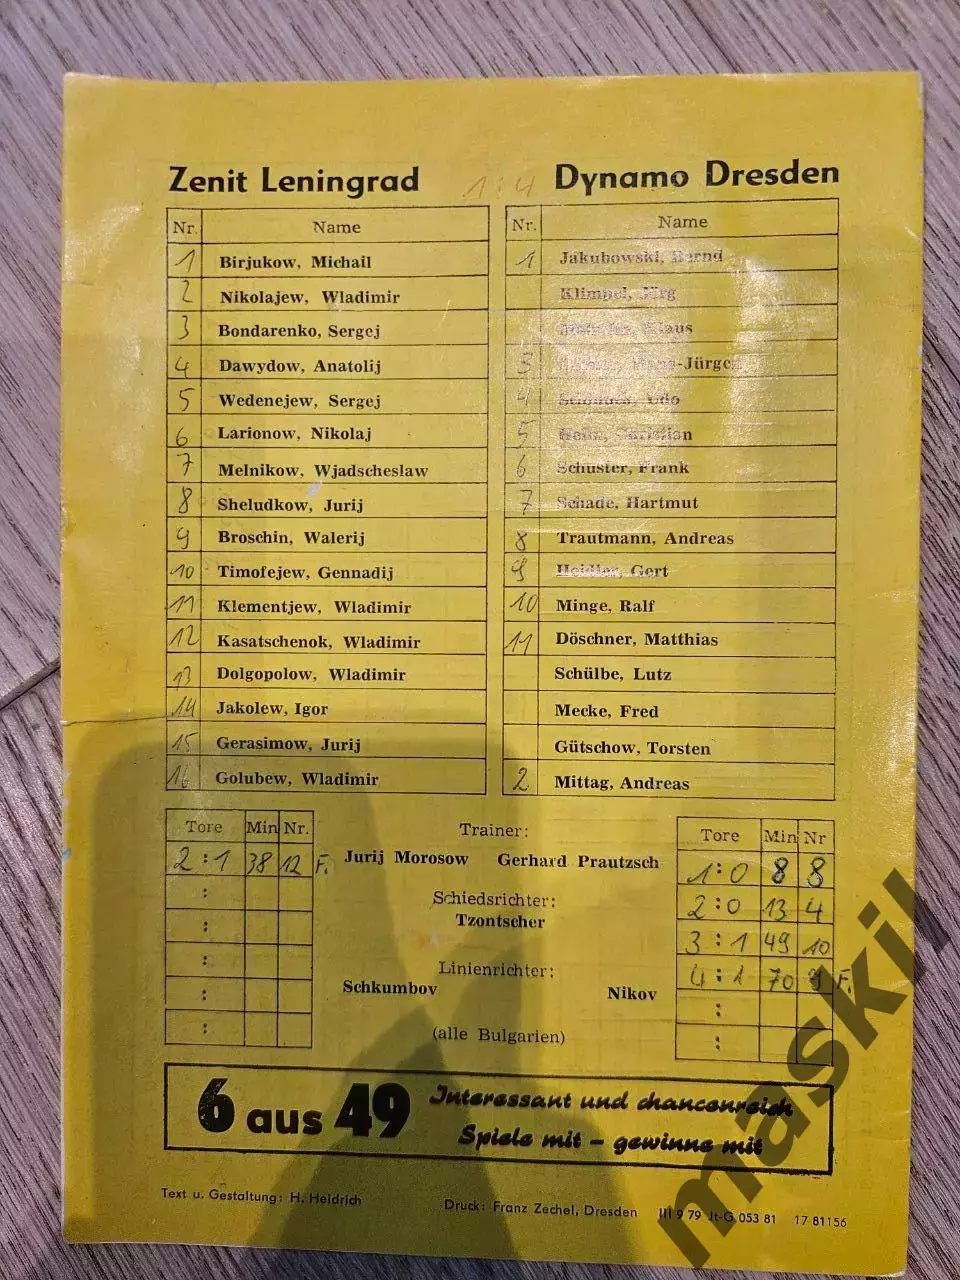 Zenit Leningrad 1:4 Dynamo Dresden
Nr. Name
1 Birjukow, Michail
2 Nikolajew, Wladimir
3 Bondarenko, Sergej
4 Dawydow, Anatolij
5 Wedenejew, Sergej
6 Larionow, Nikolaj
7 Melnikow, Wjadscheslaw
8 Sheludkow, Jurij
9 Broschin, Walerij
10 Timofejew, Gennadij
11 Klementjew, Wladimir
12 Kasatschenok, Wladimir
13 Dolgopolow, Wladimir
14 Jakolew, Igor
15 Gerasimow, Jurij
16 Golubew, Wladimir
Nr. Name
1 Jakubowski, Bernd
Klimpel, Jörg
Klaus
3 Hans-Jürgen
4 Udo
5 Helm, Christian
6 Schuster, Frank
7 Schade, Hartmut
8 Trautmann, Andreas
9 Heidler, Gert
10 Minge, Ralf
11 Döschner, Matthias
Schülbe, Lutz
Mecke, Fred
Gütschow, Torsten
2 Mittag, Andreas
Tore Min Nr.
2:1 38 12 F.
:
:
:
:
:
Trainer:
Jurij Morosow Gerhard Prautzsch
Schiedsrichter:
Tzontscher
Linienrichter:
Schkumbov Nikov
(alle Bulgarien)
Tore Min Nr
1:0 8 8
2:0 13 4
3:1 49 10
4:1 70 9 F.
:
:
6 aus 49 Interessant und chancenreich
Spiele mit – gewinne mit
Text u. Gestaltung: H. Heidrich Druck: Franz Zechel, Dresden III 9 79 Jt-G 053 81 17 81156
maskil